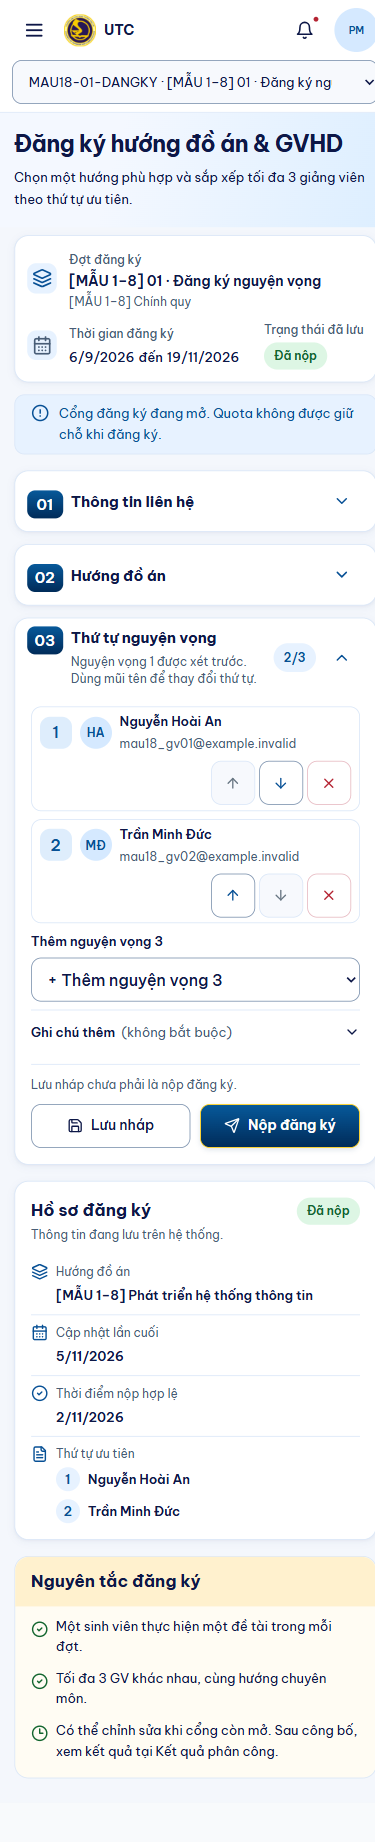 UTC
PM
MAU18-01-DANGKY · [MẪU 1-8] 01 · Đăng ký ng
Đăng ký hướng đồ án & GVHD
Chọn một hướng phù hợp và sắp xếp tối đa 3 giảng viên
theo thứ tự ưu tiên.
Đợt đăng ký
[MẪU 1-8] 01 · Đăng ký nguyện vọng
[MẪU 1-8] Chính quy
Thời gian đăng ký
6/9/2026 đến 19/11/2026
Trạng thái đã lưu
Đã nộp
Cổng đăng ký đang mở. Quota không được giữ
chỗ khi đăng ký.
01 Thông tin liên hệ
02 Hướng đồ án
03 Thứ tự nguyện vọng
Nguyện vọng 1 được xét trước.
Dùng mũi tên để thay đổi thứ tự.
2/3
1 HA Nguyễn Hoài An
mau18_gv01@example.invalid
2 MĐ Trần Minh Đức
mau18_gv02@example.invalid
Thêm nguyện vọng 3
+ Thêm nguyện vọng 3
Ghi chú thêm (không bắt buộc)
Lưu nháp chưa phải là nộp đăng ký.
Lưu nháp
Nộp đăng ký
Hồ sơ đăng ký
Đã nộp
Thông tin đang lưu trên hệ thống.
Hướng đồ án
[MẪU 1-8] Phát triển hệ thống thông tin
Cập nhật lần cuối
5/11/2026
Thời điểm nộp hợp lệ
2/11/2026
Thứ tự ưu tiên
1 Nguyễn Hoài An
2 Trần Minh Đức
Nguyên tắc đăng ký
Một sinh viên thực hiện một đề tài trong mỗi
đợt.
Tối đa 3 GV khác nhau, cùng hướng chuyên
môn.
Có thể chỉnh sửa khi cổng còn mở. Sau công bố,
xem kết quả tại Kết quả phân công.